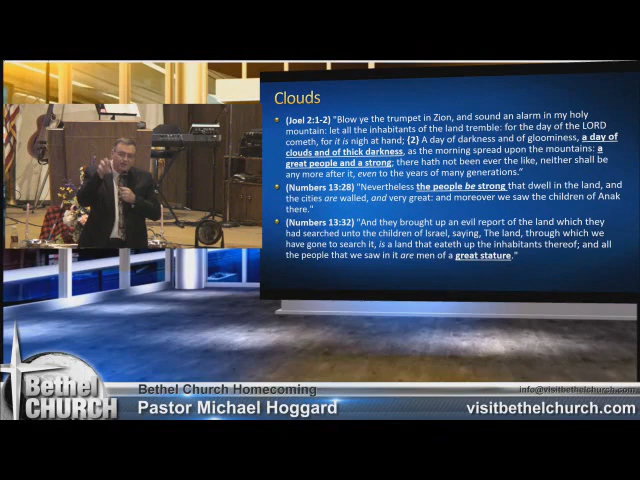 Clouds
(Joel 2:1-2) "Blow ye the trumpet in Zion, and sound an alarm in my holy
mountain: let all the inhabitants of the land tremble: for the day of the LORD
cometh, for it is nigh at hand; (2) A day of darkness and of gloominess, a day of
clouds and of thick darkness, as the morning spread upon the mountains: a
great people and a strong; there hath not been ever the like, neither shall be
any more after it, even to the years of many generations."
(Numbers 13:28) "Nevertheless the people be strong that dwell in the land, and
the cities are walled, and very great: and moreover we saw the children of Anak
there."
(Numbers 13:32) "And they brought up an evil report of the land which they
had searched unto the children of Israel, saying, The land, through which we
have gone to search it, is a land that eateth up the inhabitants thereof; and all
the people that we saw in it are men of a great stature."
Bethel
CHURCH
Bethel Church Homecoming
info@visitbethelchurch.com
Pastor Michael Hoggard
visitbethelchurch.com